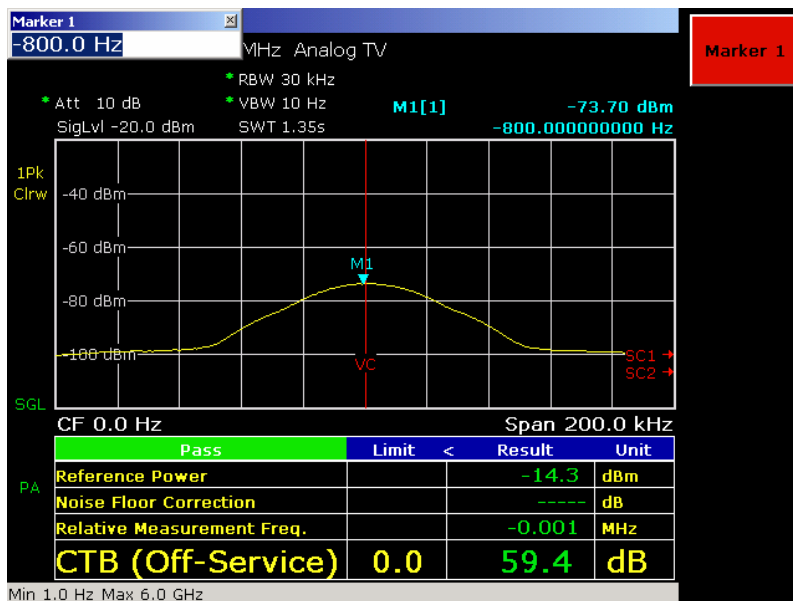 Marker 1
-800.0 Hz
MHz Analog TV
Marker 1
* RBW 30 kHz
* Att 10 dB * VBW 10 Hz M1[1] -73.70 dBm
SigLvl -20.0 dBm SWT 1.35s -800.000000000 Hz
1Pk
Clrw
-40 dBm
-60 dBm
M1
-80 dBm
-100 dBm
VC
SC1
SC2
SGL
CF 0.0 Hz Span 200.0 kHz
Pass Limit < Result Unit
Reference Power -14.3 dBm
PA
Noise Floor Correction ----- dB
Relative Measurement Freq. -0.001 MHz
CTB (Off-Service) 0.0 59.4 dB
Min 1.0 Hz Max 6.0 GHz